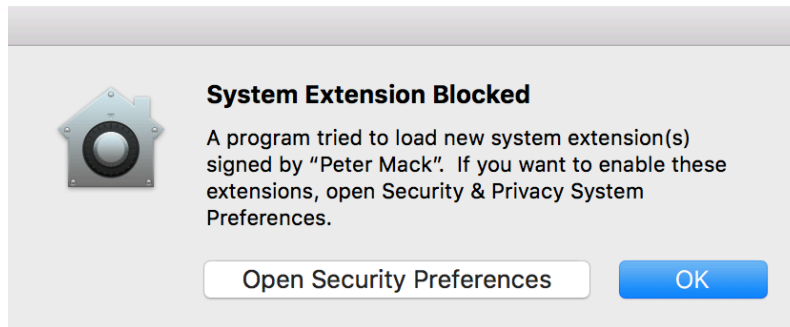 System Extension Blocked
A program tried to load new system extension(s)
signed by “Peter Mack”.  If you want to enable these
extensions, open Security & Privacy System
Preferences.
Open Security Preferences
OK